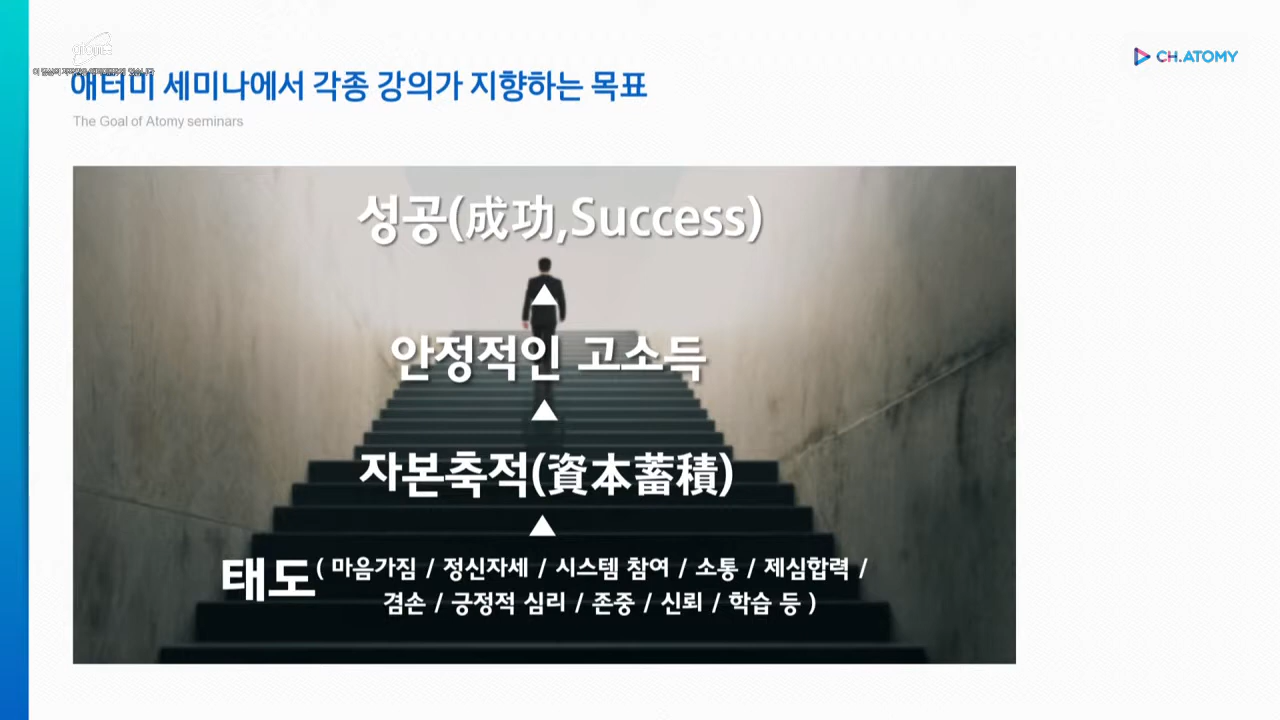 CH.ATOMY
애터미 세미나에서 각종 강의가 지향하는 목표
The Goal of Atomy seminars
성공(成功,Success)
▲
안정적인 고소득
▲
자본축적(資本蓄積)
▲
태도 ( 마음가짐 / 정신자세 / 시스템 참여 / 소통 / 제심합력 /
겸손 / 긍정적 심리 / 존중 / 신뢰 / 학습 등 )